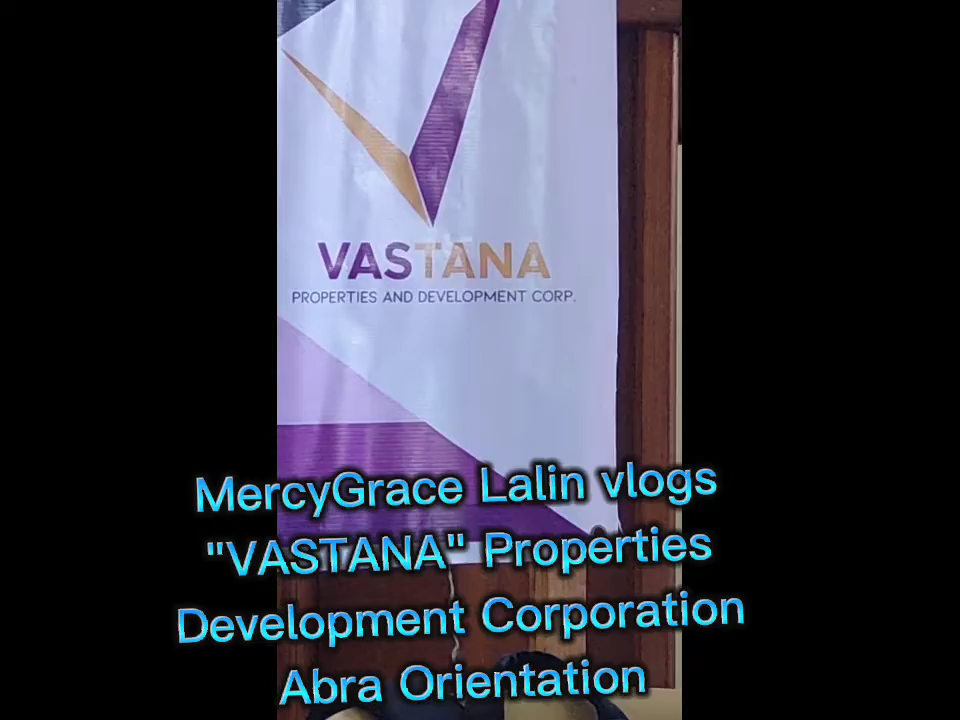 VASTANA
PROPERTIES AND DEVELOPMENT CORP.
MercyGrace Lalin vlogs
"VASTANA" Properties
Development Corporation
Abra Orientation